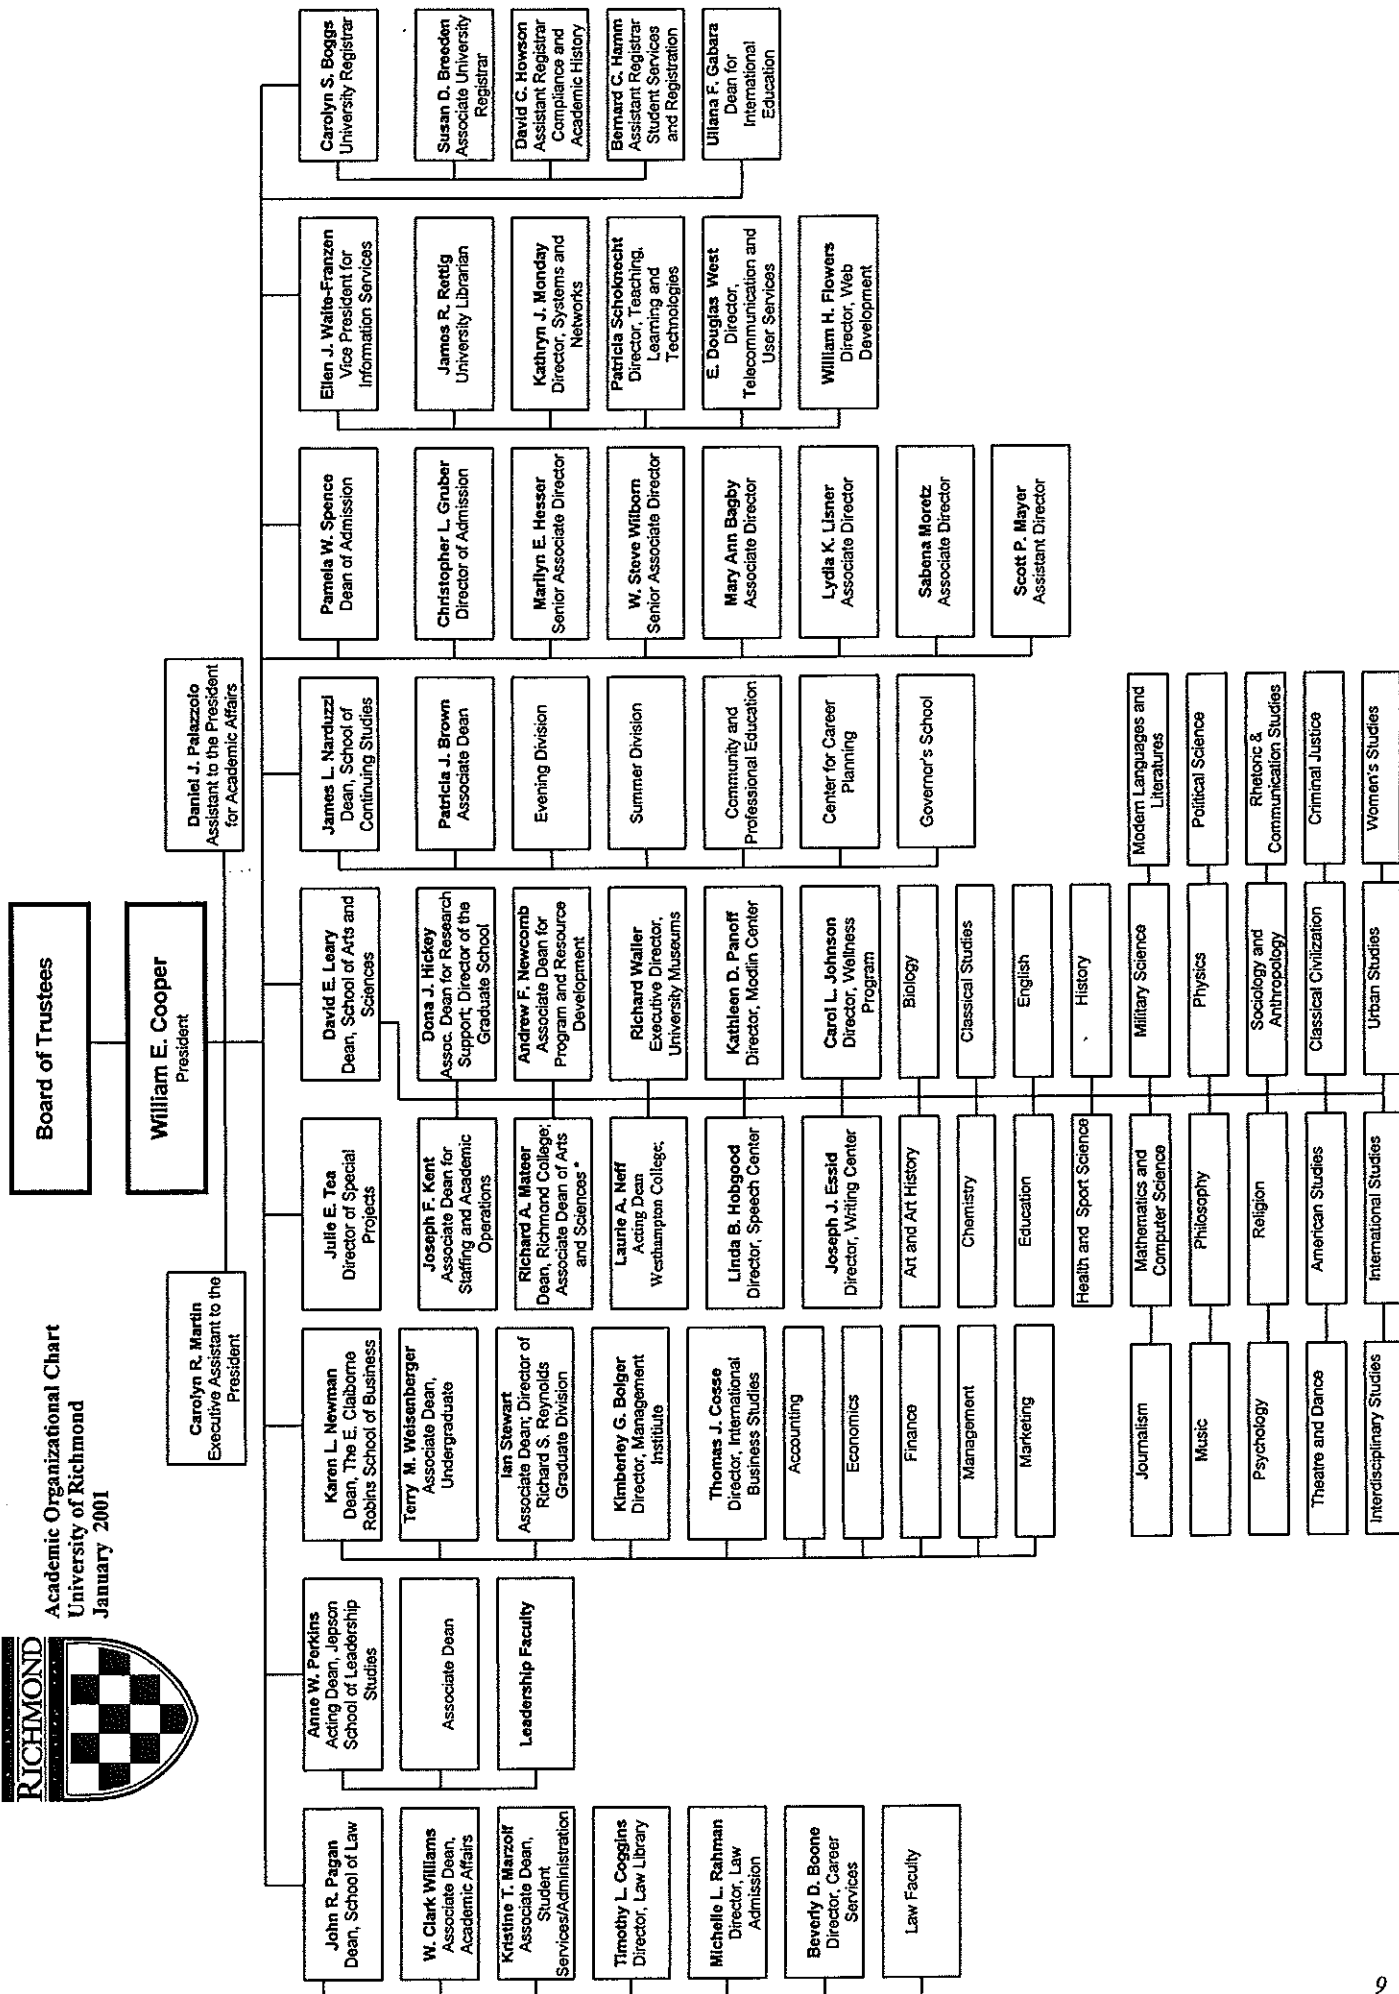 RICHMOND
Academic Organizational Chart
University of Richmond
January 2001
Board of Trustees
William E. Cooper
President
Carolyn R. Martin
Executive Assistant to the
President
Daniel J. Palazzolo
Assistant to the President
for Academic Affairs
John R. Pagan
Dean, School of Law
W. Clark Williams
Associate Dean,
Academic Affairs
Kristine T. Marzolf
Associate Dean,
Student
Services/Administration
Timothy L. Coggins
Director, Law Library
Michelle L. Rahman
Director, Law
Admission
Beverly D. Boone
Director, Career
Services
Law Faculty
Anne W. Perkins
Acting Dean, Jepson
School of Leadership
Studies
Associate Dean
Leadership Faculty
Karen L. Newman
Dean, The E. Claiborne
Robins School of Business
Terry M. Weisenberger
Associate Dean,
Undergraduate
Ian Stewart
Associate Dean; Director of
Richard S. Reynolds
Graduate Division
Kimberley G. Bolger
Director, Management
Institute
Thomas J. Cosse
Director, International
Business Studies
Accounting
Economics
Finance
Management
Marketing
Julie E. Tea
Director of Special
Projects
David E. Leary
Dean, School of Arts and
Sciences
Joseph F. Kent
Associate Dean for
Staffing and Academic
Operations
Dona J. Hickey
Assoc. Dean for Research
Support; Director of the
Graduate School
Richard A. Mateer
Dean, Richmond College;
Associate Dean of Arts
and Sciences*
Andrew F. Newcomb
Associate Dean for
Program and Resource
Development
Laurie A. Neff
Acting Dean
Westhampton College;
Richard Waller
Executive Director,
University Museums
Linda B. Hobgood
Director, Speech Center
Kathleen D. Panoff
Director, Modlin Center
Joseph J. Essid
Director, Writing Center
Carol L. Johnson
Director, Wellness
Program
Art and Art History
Biology
Chemistry
Classical Studies
Education
English
Health and Sport Science
History
Journalism
Mathematics and
Computer Science
Military Science
Modern Languages and
Literatures
Music
Philosophy
Physics
Political Science
Psychology
Religion
Sociology and
Anthropology
Rhetoric &
Communication Studies
Theatre and Dance
American Studies
Classical Civilization
Criminal Justice
Interdisciplinary Studies
International Studies
Urban Studies
Women's Studies
James L. Narduzzi
Dean, School of
Continuing Studies
Patricia J. Brown
Associate Dean
Evening Division
Summer Division
Community and
Professional Education
Center for Career
Planning
Governor's School
Pamela W. Spence
Dean of Admission
Christopher L. Gruber
Director of Admission
Marilyn E. Hesser
Senior Associate Director
W. Steve Wilborn
Senior Associate Director
Mary Ann Bagby
Associate Director
Lydia K. Lisner
Associate Director
Sabena Moretz
Associate Director
Scott P. Mayer
Assistant Director
Ellen J. Waite-Franzen
Vice President for
Information Services
James R. Rettig
University Librarian
Kathryn J. Monday
Director, Systems and
Networks
Patricia Schoknecht
Director, Teaching,
Learning and
Technologies
E. Douglas West
Director,
Telecommunication and
User Services
William H. Flowers
Director, Web
Development
Carolyn S. Boggs
University Registrar
Susan D. Breeden
Associate University
Registrar
David C. Howson
Assistant Registrar
Compliance and
Academic History
Bernard C. Hamm
Assistant Registrar
Student Services
and Registration
Uliana F. Gabara
Dean for
International
Education
9